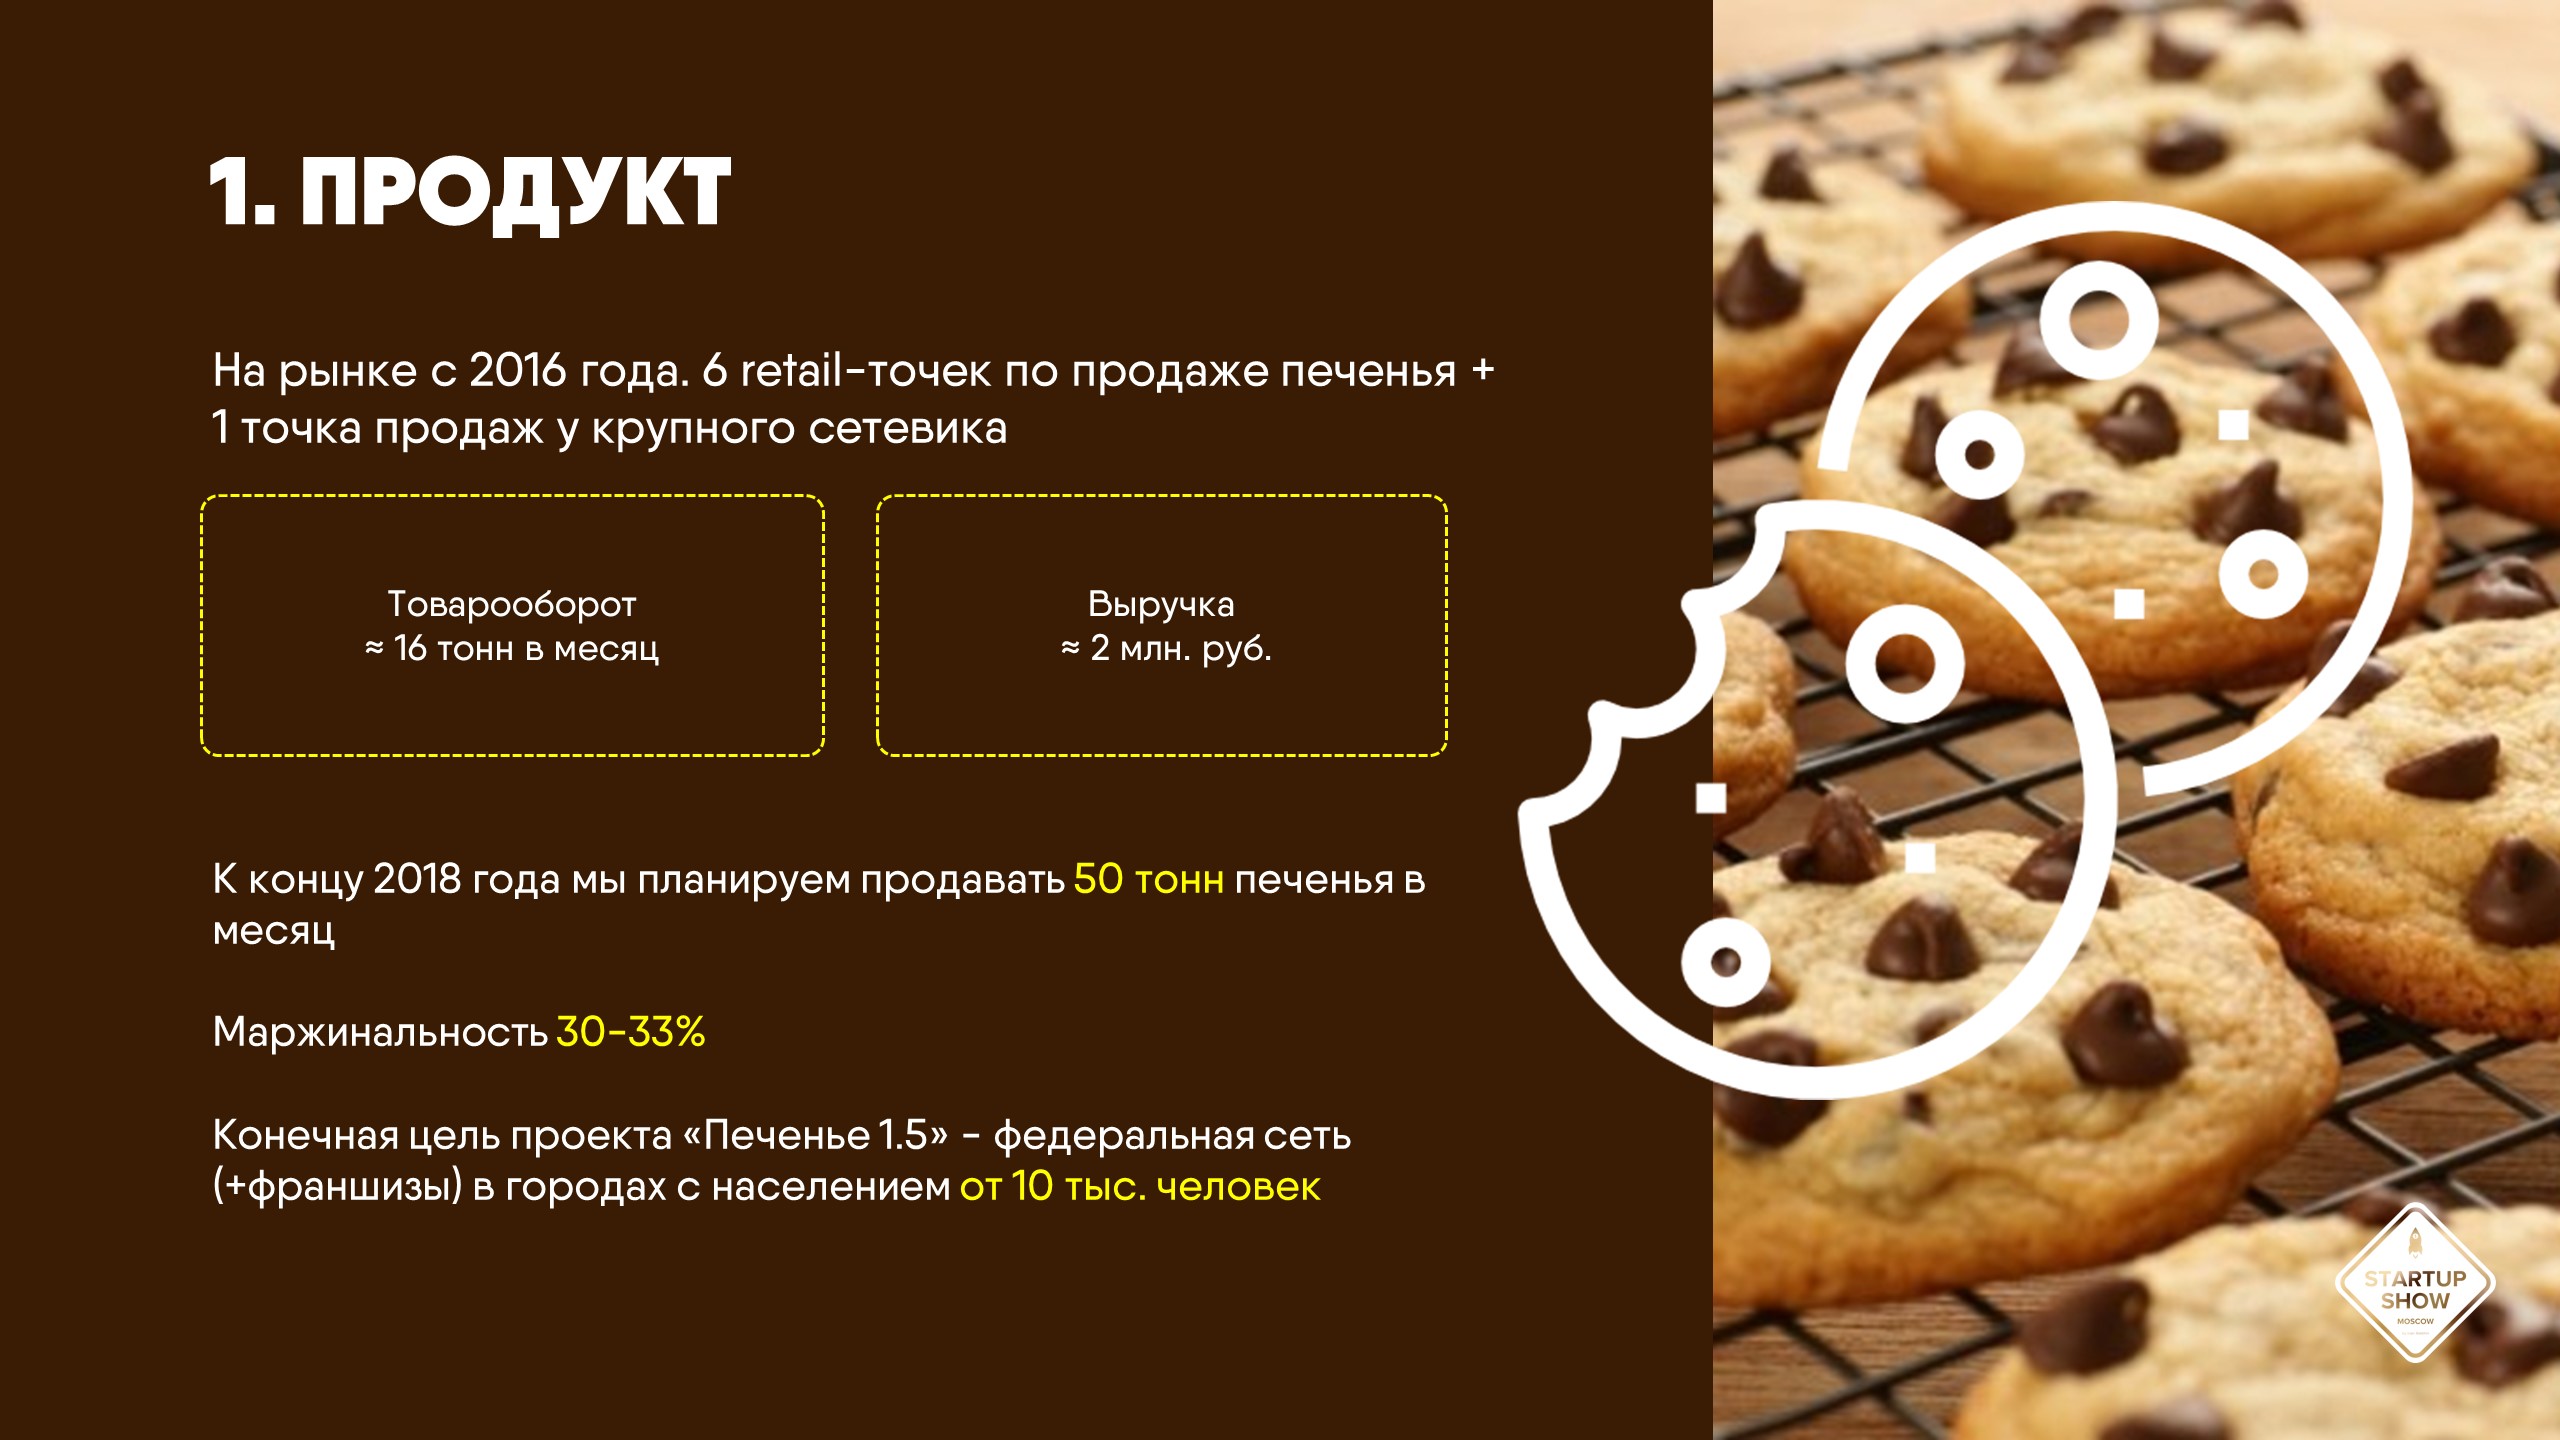 1. ПРОДУКТ
На рынке с 2016 года. 6 retail-точек по продаже печенья +
1 точка продаж у крупного сетевика
Товарооборот
≈ 16 тонн в месяц
Выручка
≈ 2 млн. руб.
К концу 2018 года мы планируем продавать 50 тонн печенья в
месяц
Маржинальность 30-33%
Конечная цель проекта «Печенье 1.5» - федеральная сеть
(+франшизы) в городах с населением от 10 тыс. человек
STARTUP
SHOW
MOSCOW